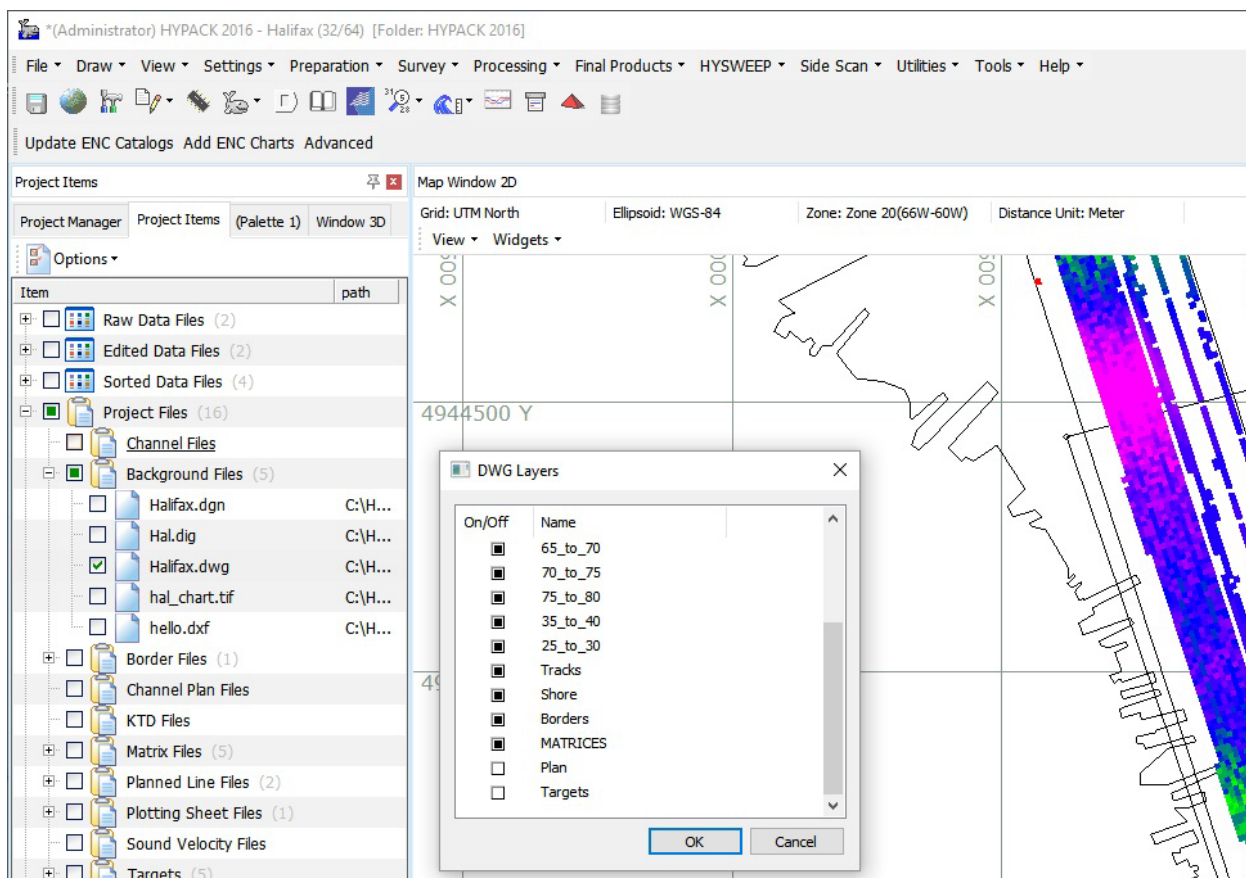 *(Administrator) HYPACK 2016 - Halifax (32/64) [Folder: HYPACK 2016]
File Draw View Settings Preparation Survey Processing Final Products HYSWEEP Side Scan Utilities Tools Help
Update ENC Catalogs Add ENC Charts Advanced
Project Items
Project Manager Project Items (Palette 1) Window 3D
Options
Item path
Raw Data Files (2)
Edited Data Files (2)
Sorted Data Files (4)
Project Files (16)
Channel Files
Background Files (5)
Halifax.dgn C:\H...
Hal.dig C:\H...
Halifax.dwg C:\H...
hal_chart.tif C:\H...
hello.dxf C:\H...
Border Files (1)
Channel Plan Files
KTD Files
Matrix Files (5)
Planned Line Files (2)
Plotting Sheet Files (1)
Sound Velocity Files
Targets (5)
Map Window 2D
Grid: UTM North Ellipsoid: WGS-84 Zone: Zone 20(66W-60W) Distance Unit: Meter
View Widgets
00 X
00 X
00 X
4944500 Y
49
DWG Layers
On/Off Name
65_to_70
70_to_75
75_to_80
35_to_40
25_to_30
Tracks
Shore
Borders
MATRICES
Plan
Targets
OK Cancel